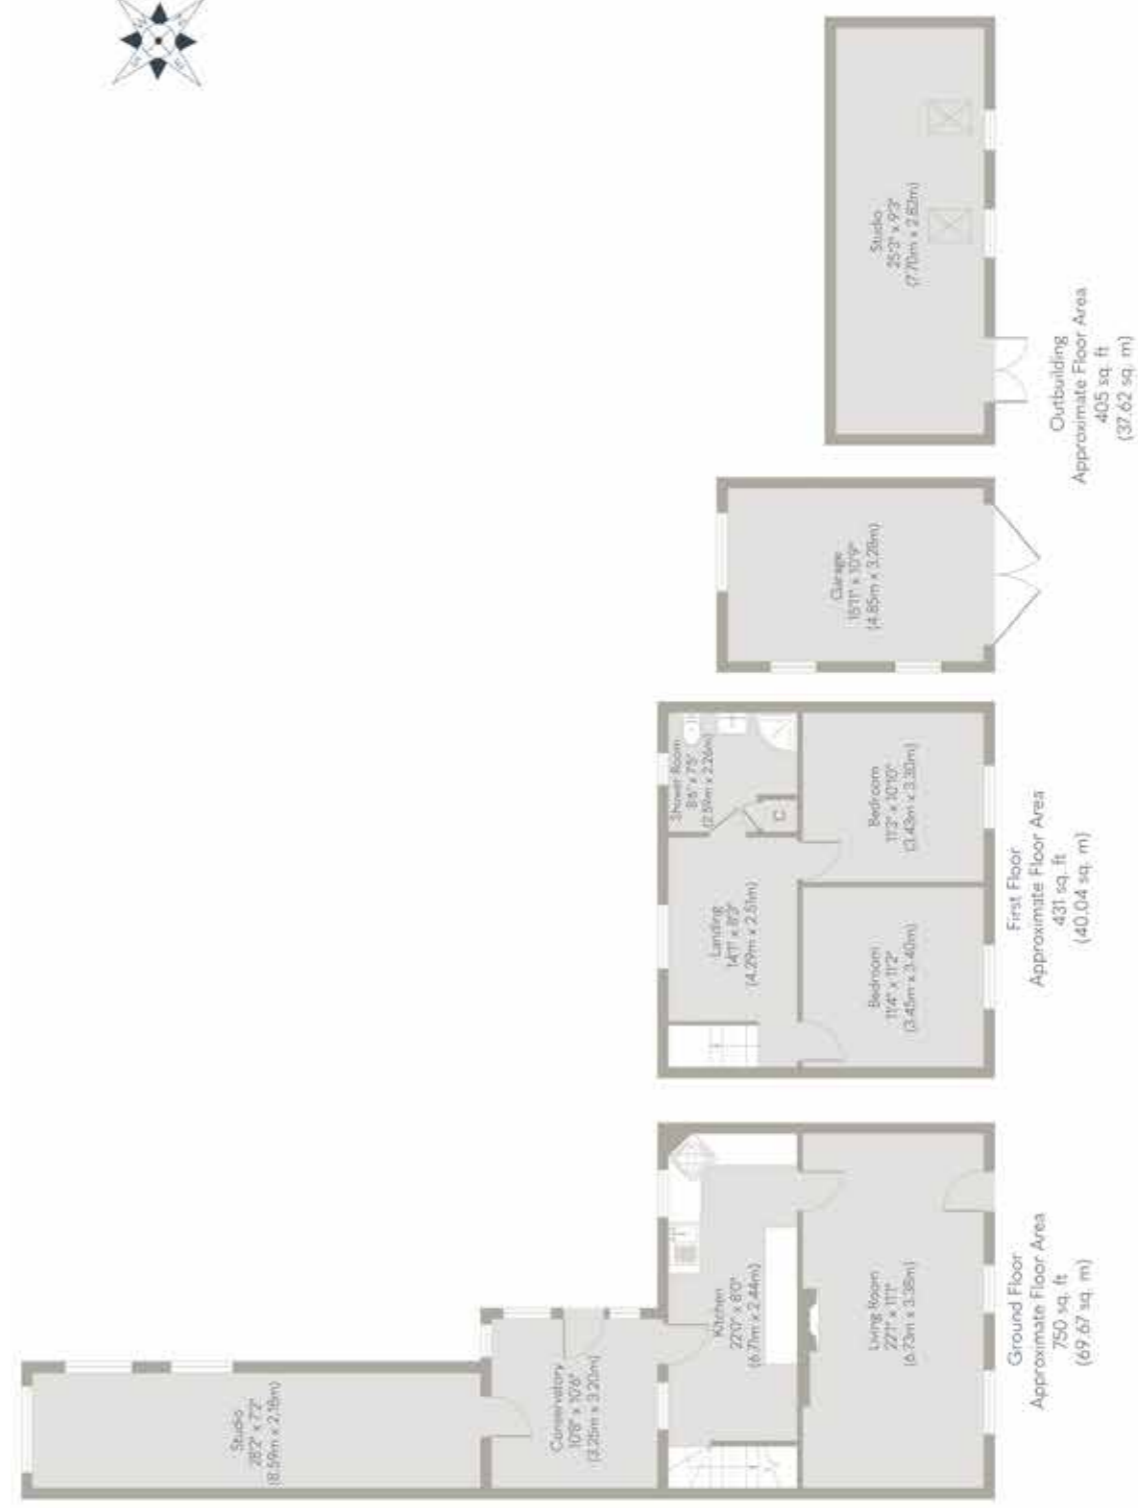 Studio
28'2" x 7'2"
(8.59m x 2.18m)
Conservatory
10'8" x 10'6"
(3.25m x 3.20m)
Kitchen
22'0" x 8'0"
(6.71m x 2.44m)
Living Room
22'1" x 11'1"
(6.73m x 3.38m)
Ground Floor
Approximate Floor Area
750 sq. ft
(69.67 sq. m)
Landing
14'1" x 8'3"
(4.29m x 2.51m)
Shower Room
8'6" x 7'5"
(2.59m x 2.26m)
C
Bedroom
11'4" x 11'2"
(3.45m x 3.40m)
Bedroom
11'3" x 10'10"
(3.43m x 3.30m)
First Floor
Approximate Floor Area
431 sq. ft
(40.04 sq. m)
Garage
15'11" x 10'9"
(4.85m x 3.28m)
Studio
25'3" x 9'3"
(7.70m x 2.82m)
Outbuilding
Approximate Floor Area
405 sq. ft
(37.62 sq. m)